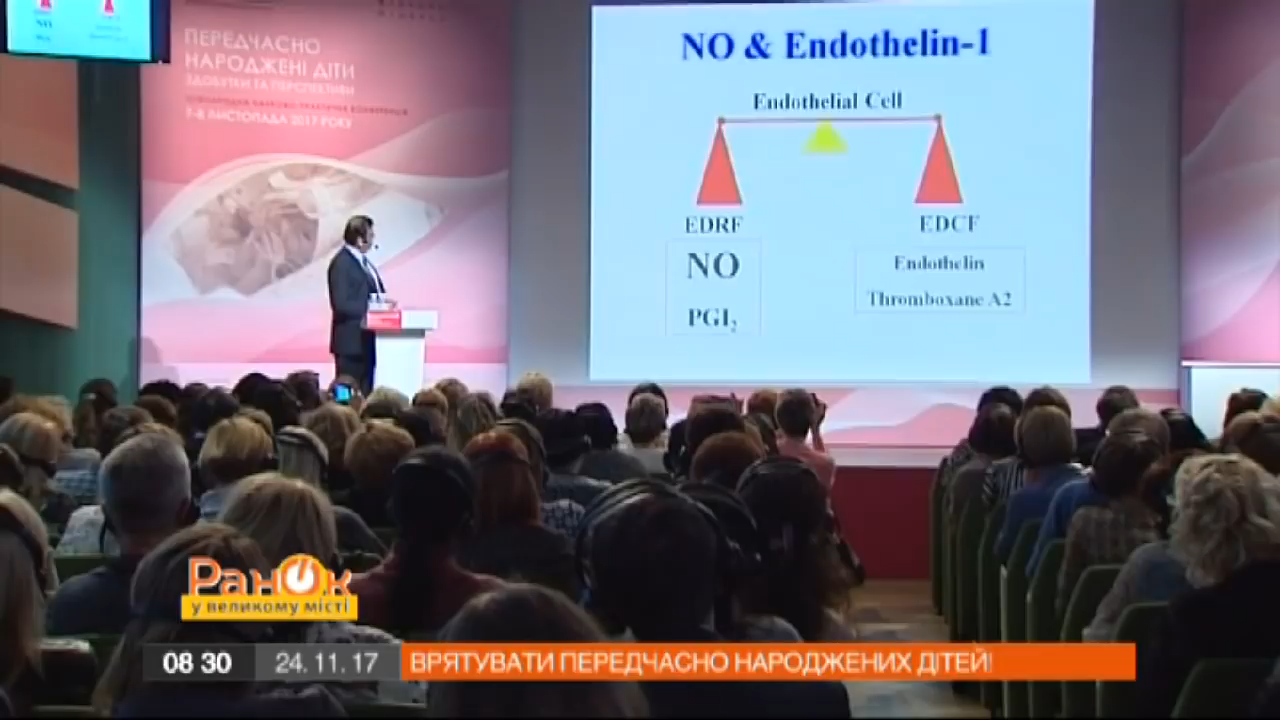 ПЕРЕДЧАСНО
НАРОДЖЕНІ ДІТИ
ЗДОБУТКИ ТА ПЕРСПЕКТИВИ
7-8 ЛИСТОПАДА 2017 РОКУ
NO & Endothelin-1
Endothelial Cell
EDRF
EDCF
NO
PGI₂
Endothelin
Thromboxane A2
Ранок
у великому місті
08 30
24. 11. 17
ВРЯТУВАТИ ПЕРЕДЧАСНО НАРОДЖЕНИХ ДІТЕЙ!